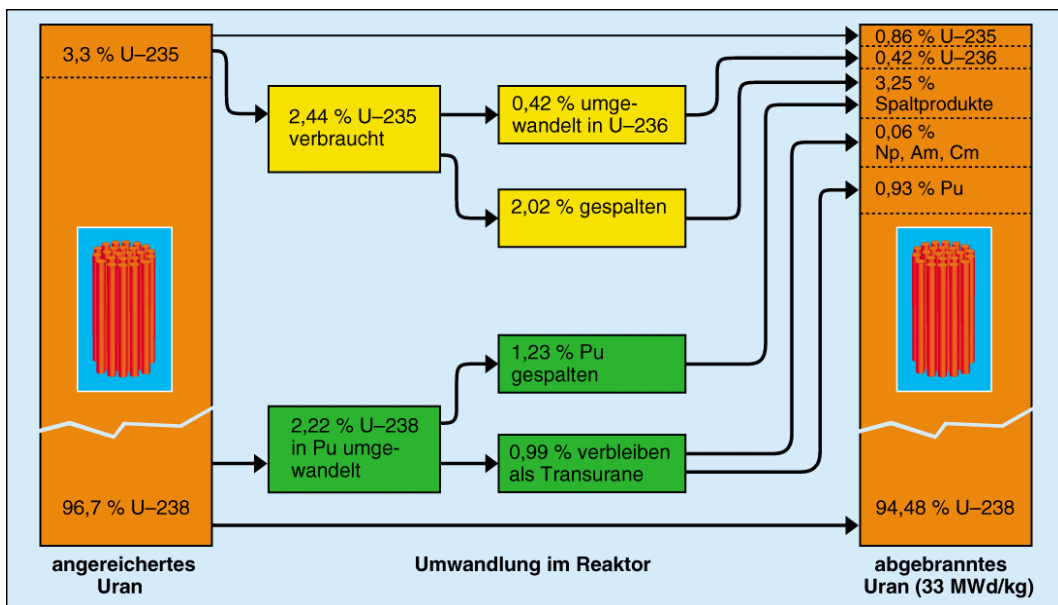 3,3 % U–235
2,44 % U–235
verbraucht
0,42 % umge-
wandelt in U–236
2,02 % gespalten
1,23 % Pu
gespalten
2,22 % U–238
in Pu umge-
wandelt
0,99 % verbleiben
als Transurane
96,7 % U–238
0,86 % U–235
0,42 % U–236
3,25 %
Spaltprodukte
0,06 %
Np, Am, Cm
0,93 % Pu
94,48 % U–238
angereichertes
Uran
Umwandlung im Reaktor
abgebranntes
Uran (33 MWd/kg)